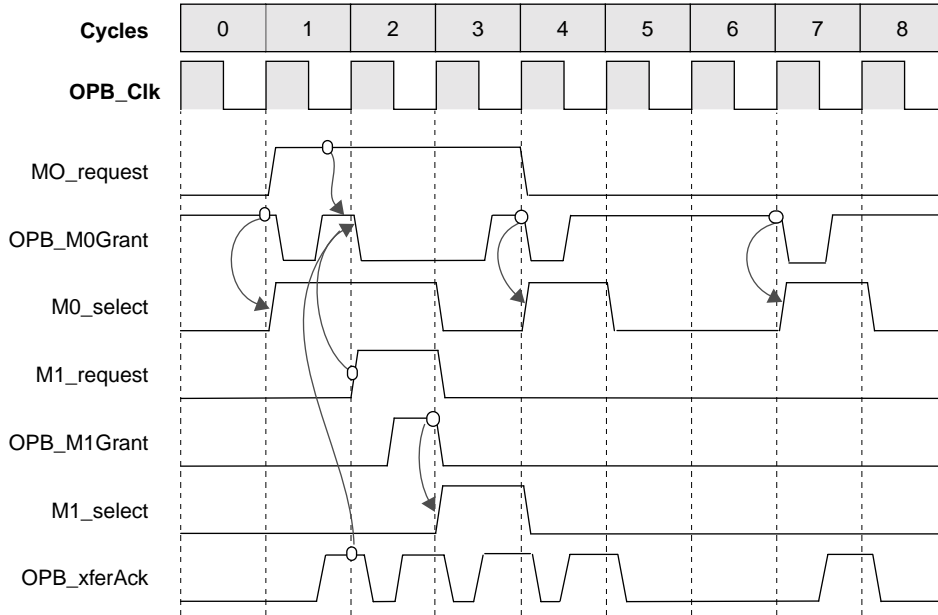 Cycles 0 1 2 3 4 5 6 7 8
OPB_Clk
MO_request
OPB_M0Grant
M0_select
M1_request
OPB_M1Grant
M1_select
OPB_xferAck